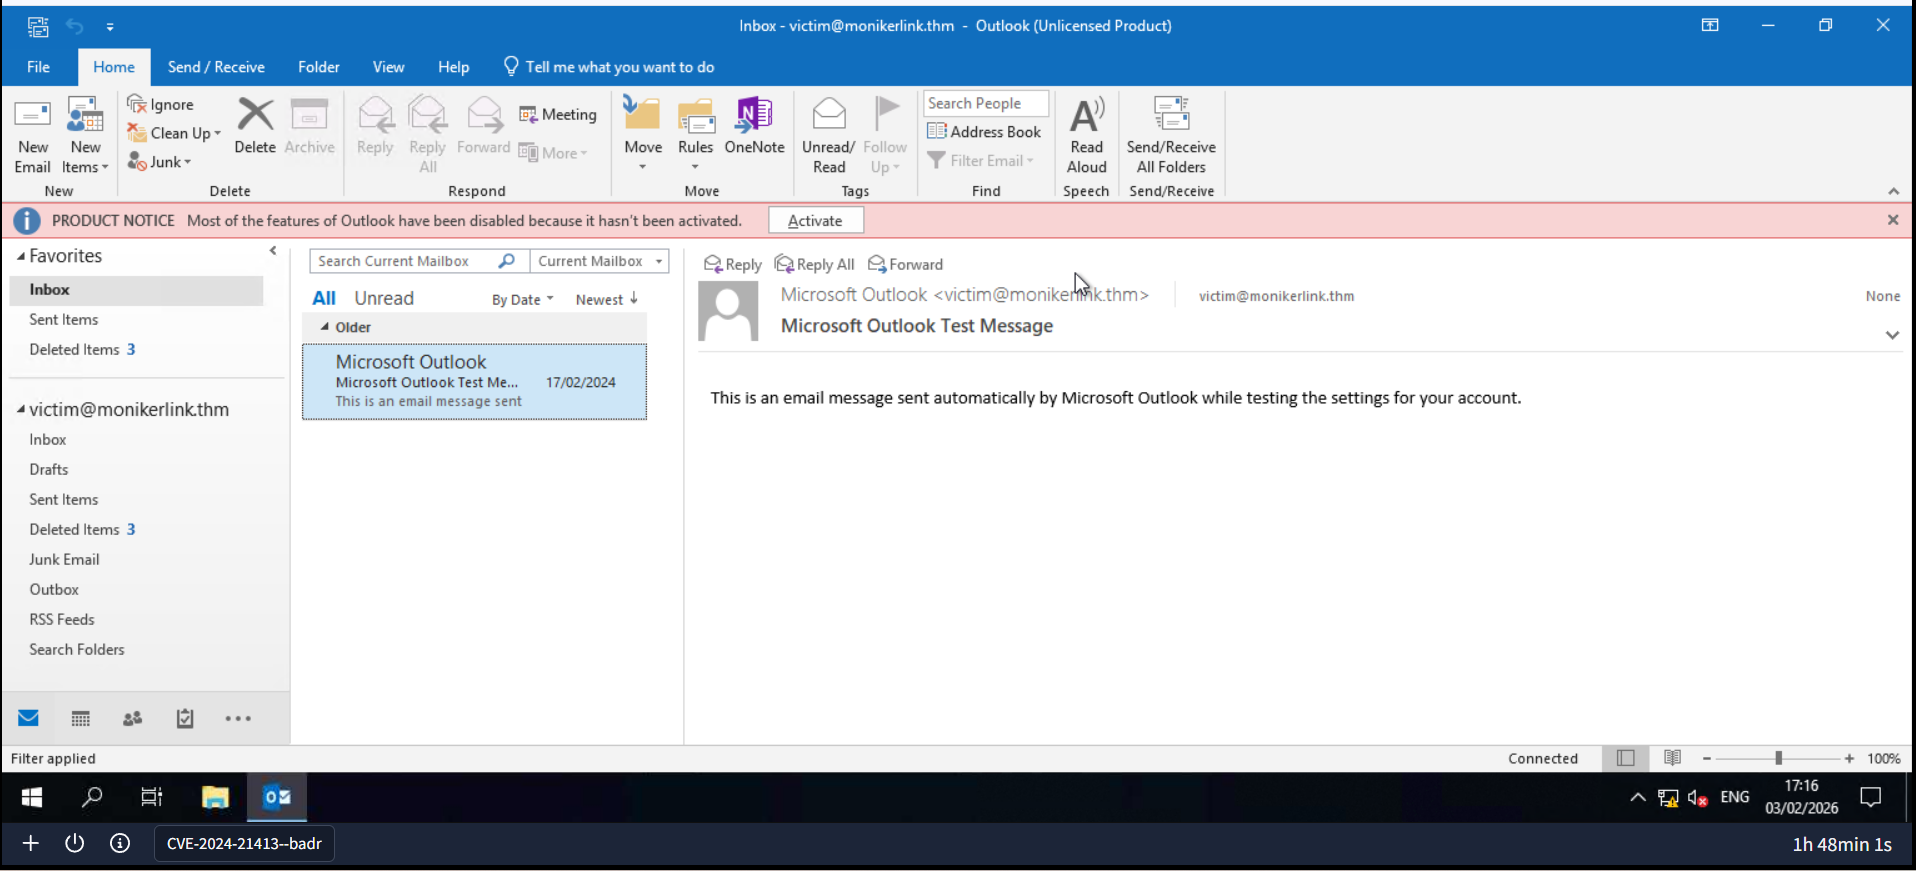 Inbox - victim@monikerlink.thm - Outlook (Unlicensed Product)
File Home Send / Receive Folder View Help Tell me what you want to do
New Email
New Items
New
Ignore
Clean Up
Junk
Delete
Archive
Delete
Reply
Reply All
Forward
Meeting
More
Respond
Move
Rules
OneNote
Move
Unread/ Read
Follow Up
Tags
Search People
Address Book
Filter Email
Find
Read Aloud
Speech
Send/Receive All Folders
Send/Receive
PRODUCT NOTICE Most of the features of Outlook have been disabled because it hasn't been activated. Activate
Favorites
Inbox
Sent Items
Deleted Items 3
victim@monikerlink.thm
Inbox
Drafts
Sent Items
Deleted Items 3
Junk Email
Outbox
RSS Feeds
Search Folders
Search Current Mailbox Current Mailbox
All Unread By Date Newest
Older
Microsoft Outlook
Microsoft Outlook Test Me... 17/02/2024
This is an email message sent
Reply Reply All Forward
Microsoft Outlook <victim@monikerlink.thm> victim@monikerlink.thm None
Microsoft Outlook Test Message
This is an email message sent automatically by Microsoft Outlook while testing the settings for your account.
Filter applied Connected 100%
ENG 17:16
03/02/2026
CVE-2024-21413--badr 1h 48min 1s